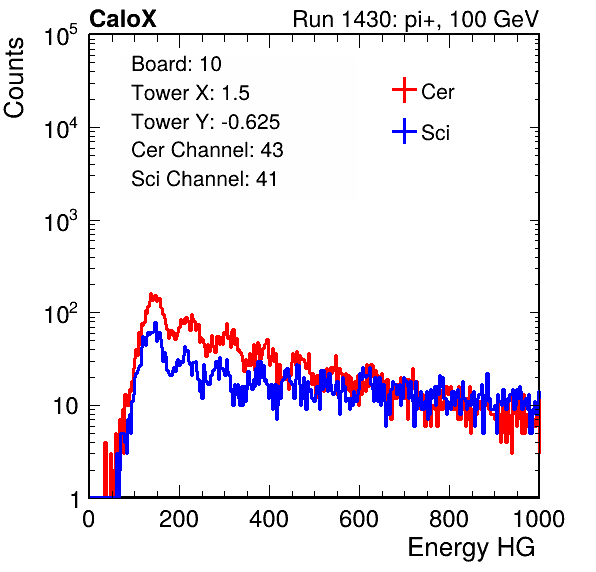 CaloX Run 1430: pi+, 100 GeV
Counts
Board: 10
Tower X: 1.5
Tower Y: -0.625
Cer Channel: 43
Sci Channel: 41
Cer
Sci
10^5
10^4
10^3
10^2
10
1
0 200 400 600 800 1000
Energy HG